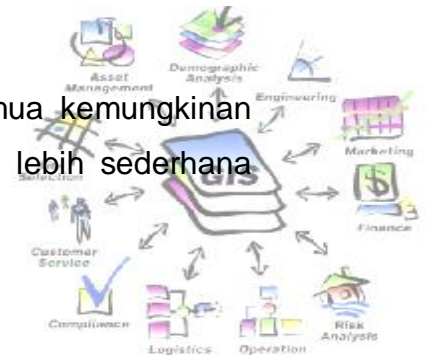 Demographic
Analysis
Asset
Management
Engineering
mua kemungkinan
Marketing
lebih sederhana
Selection
GIS
Finance
Customer
Service
Compliance
Logistics
Operation
Risk
Analysis